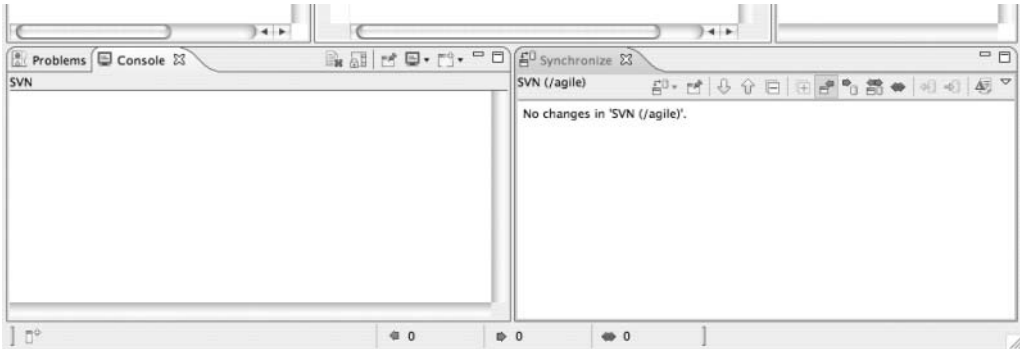 Problems Console Synchronize
SVN SVN (/agile)
No changes in 'SVN (/agile)'.
0 0 0